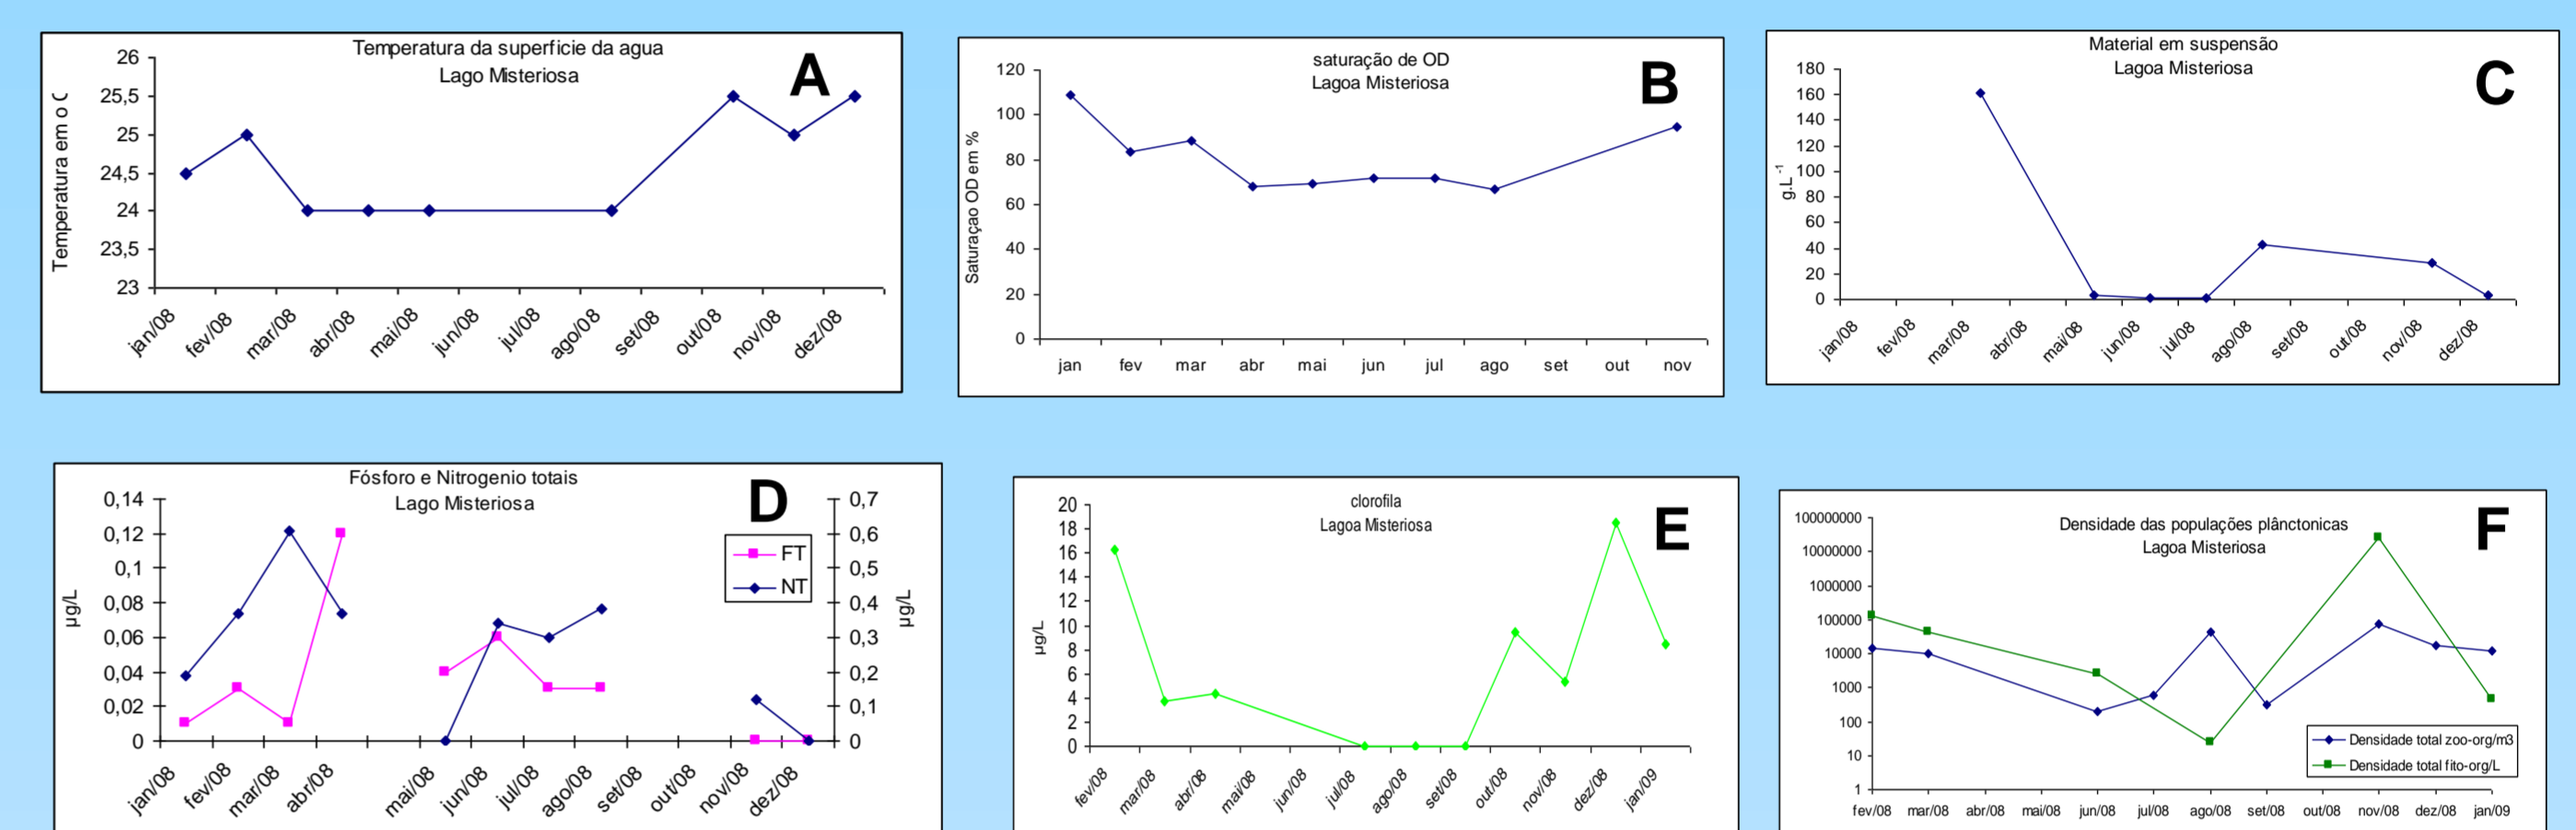 Temperatura da superficie da agua
Lago Misteriosa
A
Temperatura em o C
26
25,5
25
24,5
24
23,5
23
jan/08 fev/08 mar/08 abr/08 mai/08 jun/08 jul/08 ago/08 set/08 out/08 nov/08 dez/08
saturação de OD
Lagoa Misteriosa
B
Saturaçao OD em %
120
100
80
60
40
20
0
jan fev mar abr mai jun jul ago set out nov
Material em suspensão
Lagoa Misteriosa
C
g.L-1
180
160
140
120
100
80
60
40
20
0
jan/08 fev/08 mar/08 abr/08 mai/08 jun/08 jul/08 ago/08 set/08 out/08 nov/08 dez/08
Fósforo e Nitrogenio totais
Lago Misteriosa
D
µg/L
0,14
0,12
0,1
0,08
0,06
0,04
0,02
0
FT
NT
0,7
0,6
0,5
0,4
0,3
0,2
0,1
0
µg/L
jan/08 fev/08 mar/08 abr/08 mai/08 jun/08 jul/08 ago/08 set/08 out/08 nov/08 dez/08
clorofila
Lagoa Misteriosa
E
µg/L
20
18
16
14
12
10
8
6
4
2
0
fev/08 mar/08 abr/08 mai/08 jun/08 jul/08 ago/08 set/08 out/08 nov/08 dez/08 jan/09
Densidade das populações plânctonicas
Lagoa Misteriosa
F
100000000
10000000
1000000
100000
10000
1000
100
10
1
Densidade total zoo-org/m3
Densidade total fito-org/L
fev/08 mar/08 abr/08 mai/08 jun/08 jul/08 ago/08 set/08 out/08 nov/08 dez/08 jan/09